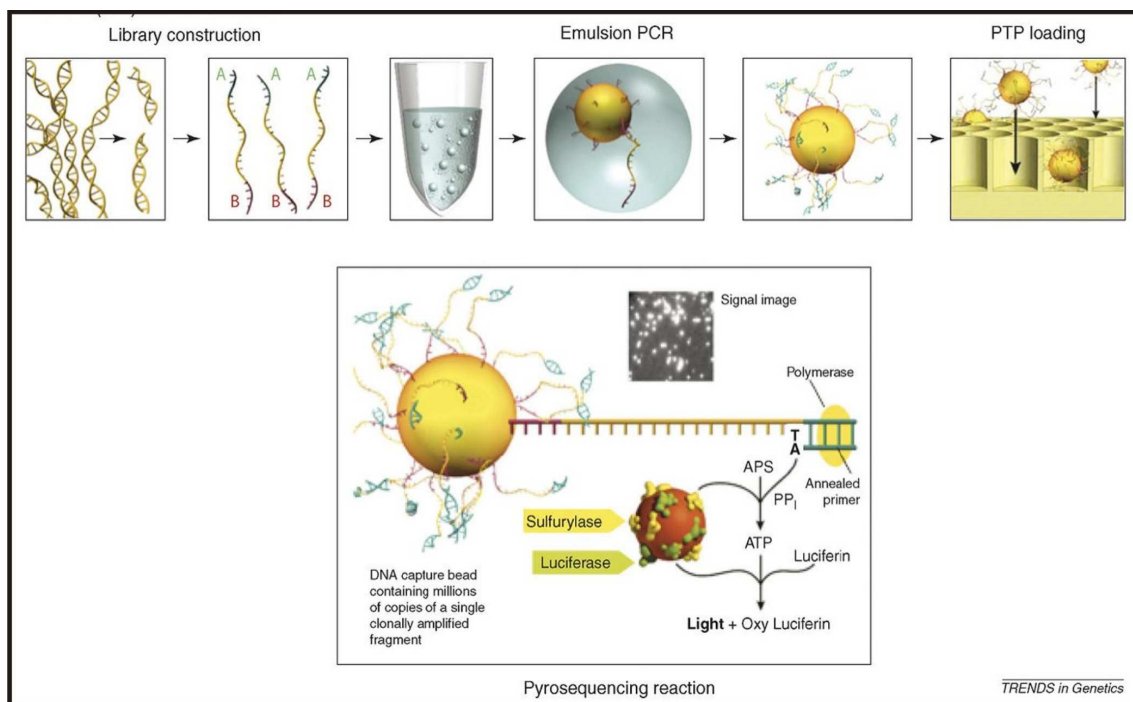 Library construction
Emulsion PCR
PTP loading
A A A
B B B
Signal image
Polymerase
T
A
APS
Annealed
primer
PPI
Sulfurylase
ATP
Luciferin
Luciferase
DNA capture bead
containing millions
of copies of a single
clonally amplified
fragment
Light + Oxy Luciferin
Pyrosequencing reaction
TRENDS in Genetics